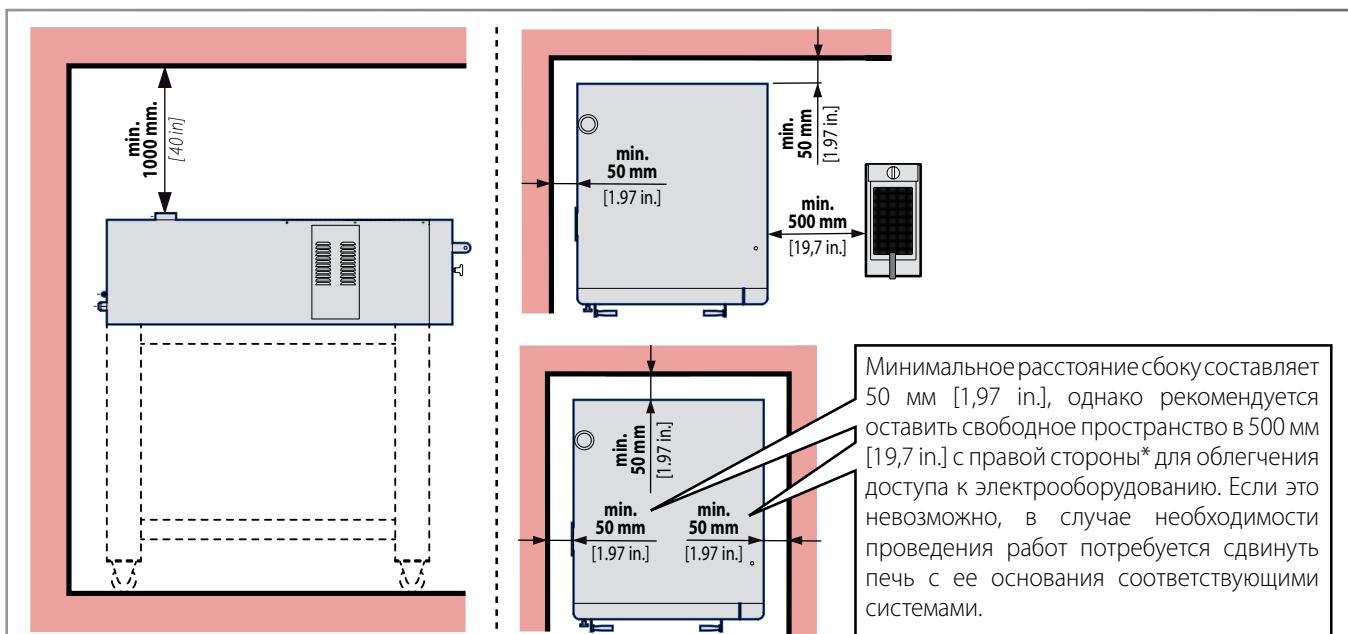 min.
1000 mm.
[40 in]
min.
50 mm
[1.97 in.]
min.
50 mm
[1.97 in.]
min.
500 mm
[19,7 in.]
min.
50 mm
[1.97 in.]
min.
50 mm
[1.97 in.]
min.
50 mm
[1.97 in.]
Минимальное расстояние сбоку составляет
50 мм [1,97 in.], однако рекомендуется
оставить свободное пространство в 500 мм
[19,7 in.] с правой стороны* для облегчения
доступа к электрооборудованию. Если это
невозможно, в случае необходимости
проведения работ потребуется сдвинуть
печь с ее основания соответствующими
системами.